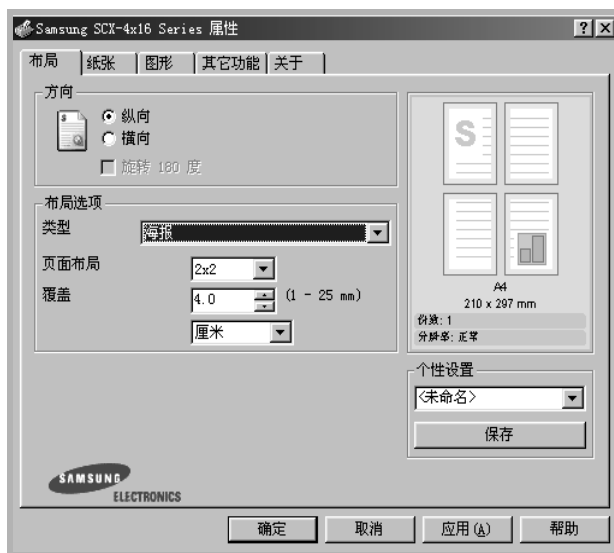 Samsung SCX-4x16 Series 属性
布局 纸张 图形 其它功能 关于
方向
纵向
横向
旋转 180 度
布局选项
类型 海报
页面布局 2x2
覆盖 4.0 (1 - 25 mm)
厘米
S
A4
210 x 297 mm
份数: 1
分辨率: 正常
个性设置
<未命名>
保存
SAMSUNG
ELECTRONICS
确定 取消 应用(A) 帮助